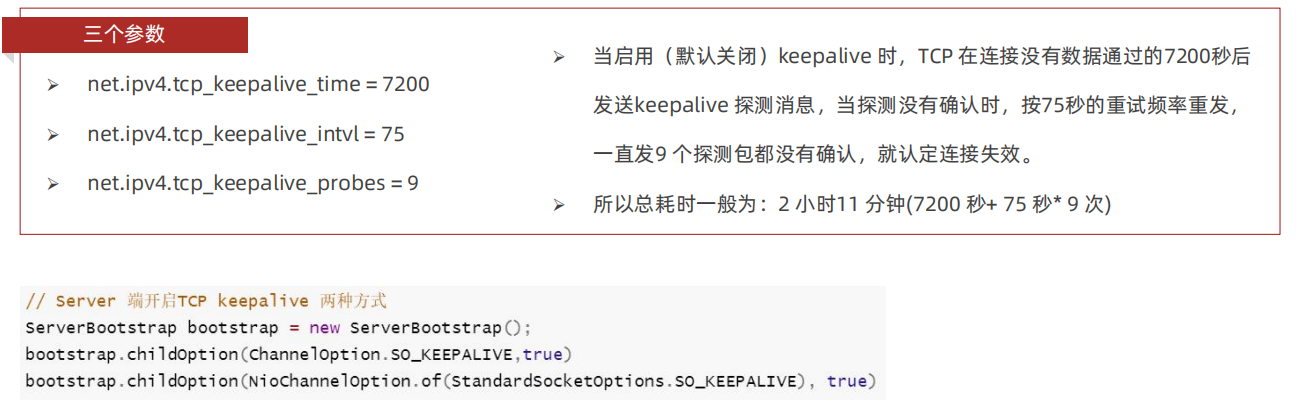 三个参数
➢ net.ipv4.tcp_keepalive_time = 7200
➢ net.ipv4.tcp_keepalive_intvl = 75
➢ net.ipv4.tcp_keepalive_probes = 9
➢ 当启用（默认关闭）keepalive 时，TCP 在连接没有数据通过的7200秒后
发送keepalive 探测消息，当探测没有确认时，按75秒的重试频率重发，
一直发9 个探测包都没有确认，就认定连接失效。
➢ 所以总耗时一般为：2 小时11 分钟(7200 秒+ 75 秒* 9 次)
// Server 端开启TCP keepalive 两种方式
ServerBootstrap bootstrap = new ServerBootstrap();
bootstrap.childOption(ChannelOption.SO_KEEPALIVE,true)
bootstrap.childOption(NioChannelOption.of(StandardSocketOptions.SO_KEEPALIVE), true)